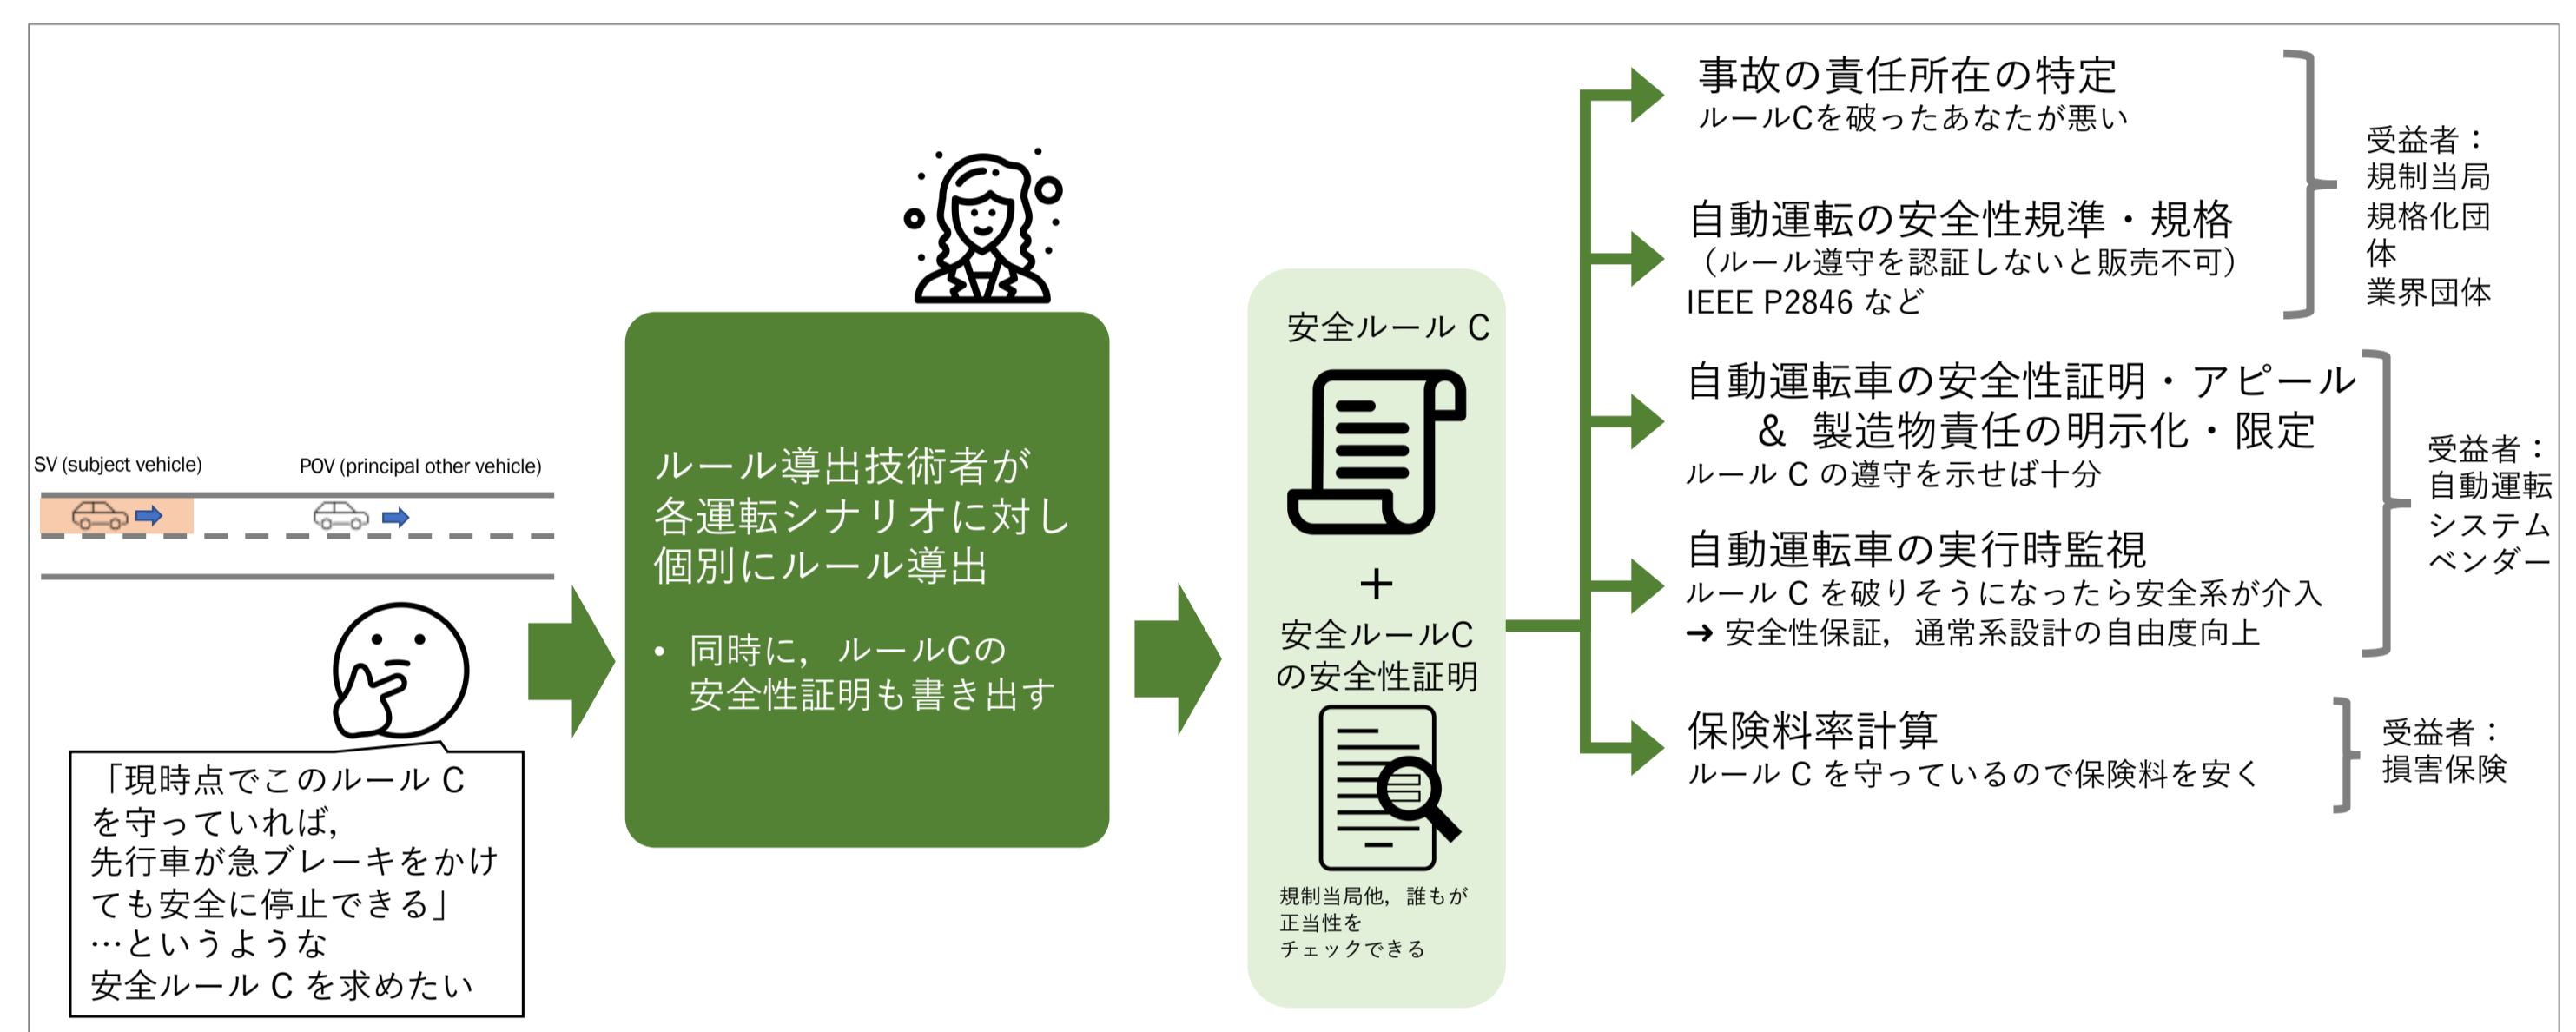 SV (subject vehicle)
POV (principal other vehicle)
「現時点でこのルール C
を守っていれば,
先行車が急ブレーキをかけ
ても安全に停止できる」
…というような
安全ルール C を求めたい
ルール導出技術者が
各運転シナリオに対し
個別にルール導出
• 同時に，ルールCの
安全性証明も書き出す
安全ルール C
+
安全ルールC
の安全性証明
規制当局他，誰もが
正当性を
チェックできる
事故の責任所在の特定
ルールCを破ったあなたが悪い
自動運転の安全性規準・規格
（ルール遵守を認証しないと販売不可）
IEEE P2846 など
受益者：
規制当局
規格化団
体
業界団体
自動運転車の安全性証明・アピール
& 製造物責任の明示化・限定
ルール C の遵守を示せば十分
自動運転車の実行時監視
ルール C を破りそうになったら安全系が介入
➜ 安全性保証，通常系設計の自由度向上
受益者：
自動運転
システム
ベンダー
保険料率計算
ルール C を守っているので保険料を安く
受益者：
損害保険